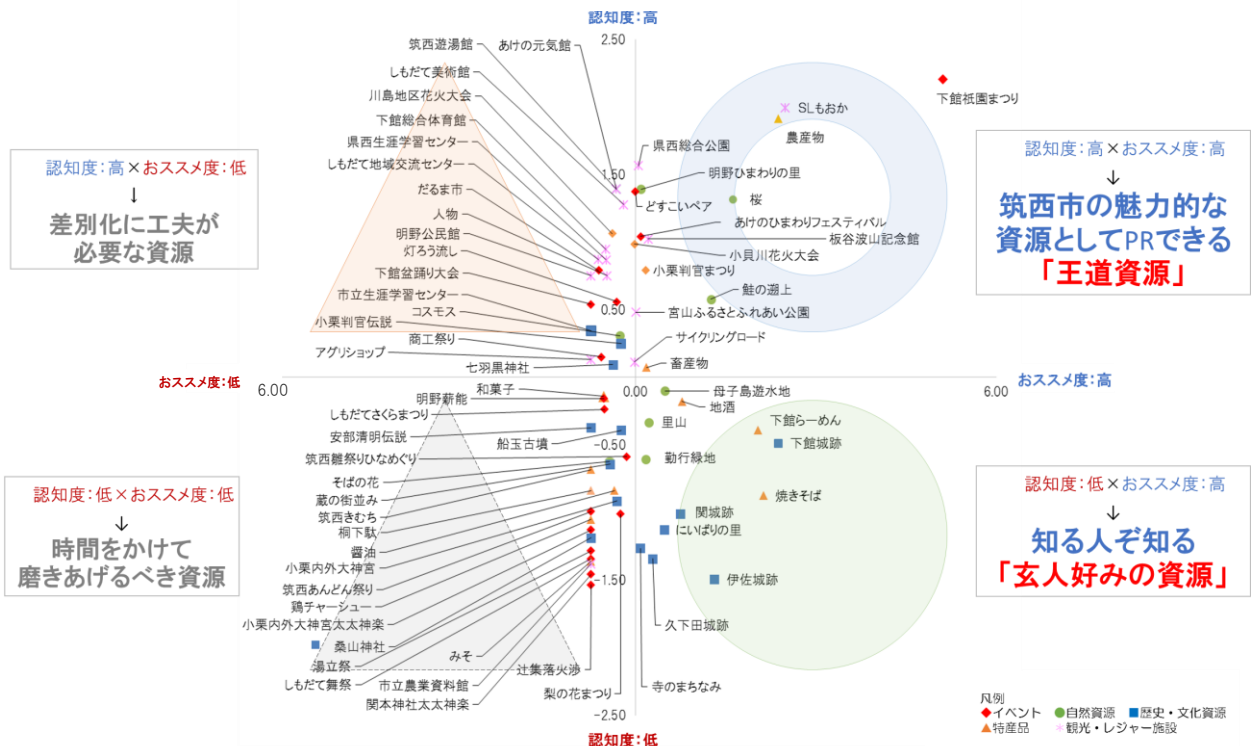 認知度:高
2.50
筑西遊湯館
あけの元気館
しもだて美術館
川島地区花火大会
下館総合体育館
県西生涯学習センター
しもだて地域交流センター
だるま市
人物
明野公民館
灯ろう流し
下館盆踊り大会
市立生涯学習センター
コスモス
小栗判官伝説
商工祭り
アグリショップ
七羽黒神社
下館祇園まつり
SLもおか
農産物
県西総合公園
1.50
明野ひまわりの里
桜
どすこいペア
あけのひまわりフェスティバル
板谷波山記念館
小貝川花火大会
小栗判官まつり
鮭の遡上
0.50
宮山ふるさとふれあい公園
サイクリングロード
畜産物
認知度:高×おススメ度:低
↓
差別化に工夫が
必要な資源
認知度:高×おススメ度:高
↓
筑西市の魅力的な
資源としてPRできる
「王道資源」
おススメ度:低
6.00
0.00
6.00
おススメ度:高
和菓子
明野薪能
しもだてさくらまつり
安部清明伝説
船玉古墳
筑西雛祭りひなめぐり
そばの花
蔵の街並み
筑西きむち
桐下駄
醤油
小栗内外大神宮
筑西あんどん祭り
鶏チャーシュー
小栗内外大神宮太太神楽
桑山神社
湯立祭
しもだて舞祭
みそ
市立農業資料館
関本神社太太神楽
辻集落火渉
梨の花まつり
母子島遊水地
地酒
里山
−0.50
下館らーめん
下館城跡
勤行緑地
焼きそば
関城跡
にいばりの里
−1.50
伊佐城跡
久下田城跡
寺のまちなみ
−2.50
認知度:低
認知度:低×おススメ度:低
↓
時間をかけて
磨きあげるべき資源
認知度:低×おススメ度:高
↓
知る人ぞ知る
「玄人好みの資源」
凡例
イベント 自然資源 歴史・文化資源
特産品 観光・レジャー施設